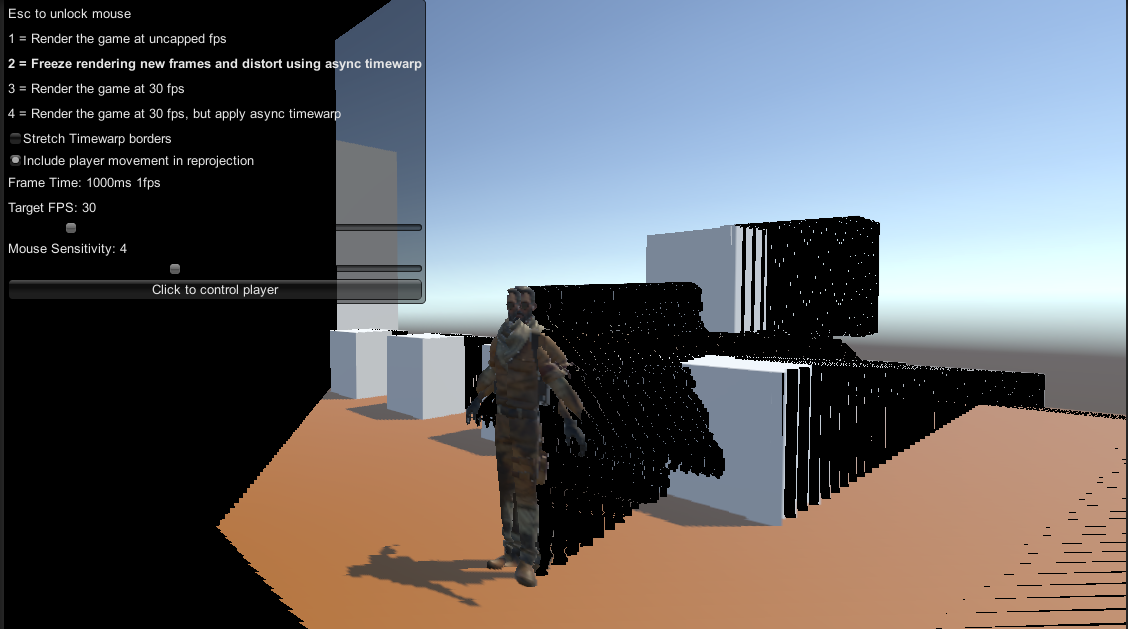 Esc to unlock mouse
1 = Render the game at uncapped fps
2 = Freeze rendering new frames and distort using async timewarp
3 = Render the game at 30 fps
4 = Render the game at 30 fps, but apply async timewarp
Stretch Timewarp borders
Include player movement in reprojection
Frame Time: 1000ms 1fps
Target FPS: 30
Mouse Sensitivity: 4
Click to control player